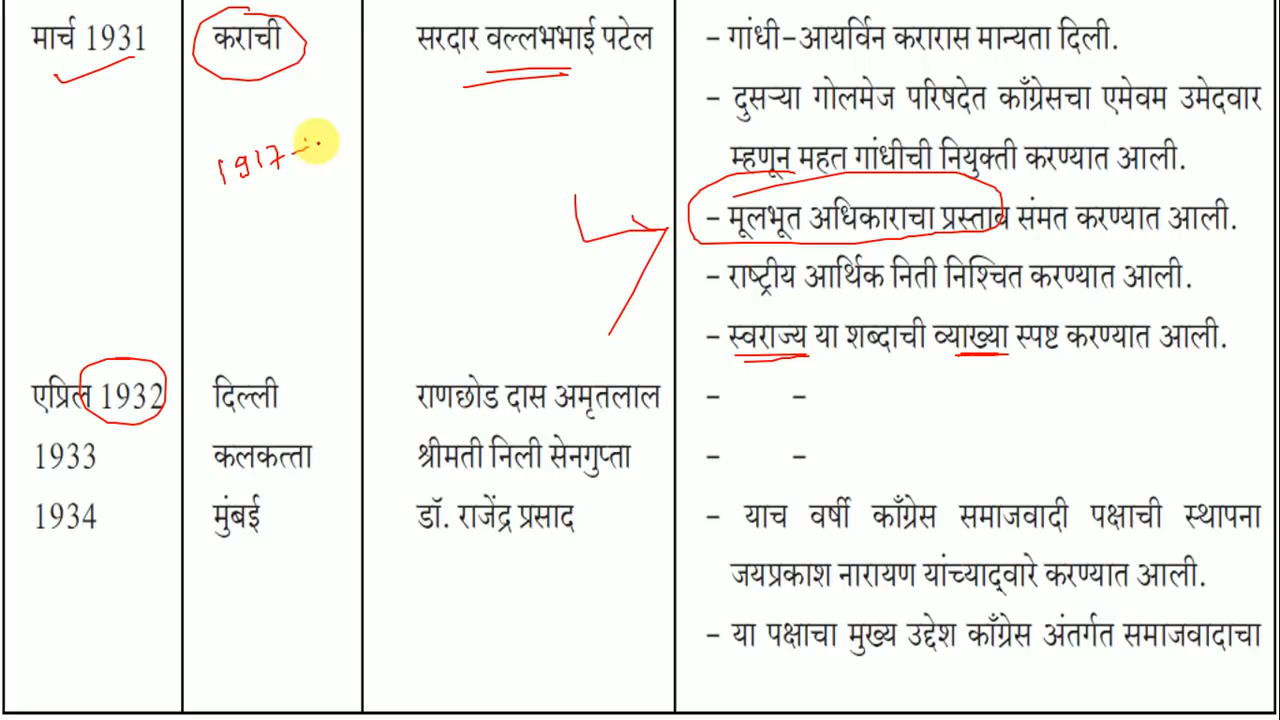 मार्च 1931 कराची सरदार वल्लभभाई पटेल – गांधी–आयर्विन करारास मान्यता दिली.
– दुसऱ्या गोलमेज परिषदेत काँग्रेसचा एमेवम उमेदवार
म्हणून महत गांधीची नियुक्ती करण्यात आली.
1917 –
– मूलभूत अधिकाराचा प्रस्ताव संमत करण्यात आली.
– राष्ट्रीय आर्थिक निती निश्चित करण्यात आली.
– स्वराज्य या शब्दाची व्याख्या स्पष्ट करण्यात आली.
एप्रिल 1932 दिल्ली राणछोड दास अमृतलाल – –
1933 कलकत्ता श्रीमती निली सेनगुप्ता – –
1934 मुंबई डॉ. राजेंद्र प्रसाद – याच वर्षी काँग्रेस समाजवादी पक्षाची स्थापना
जयप्रकाश नारायण यांच्याद्वारे करण्यात आली.
– या पक्षाचा मुख्य उद्देश काँग्रेस अंतर्गत समाजवादाचा